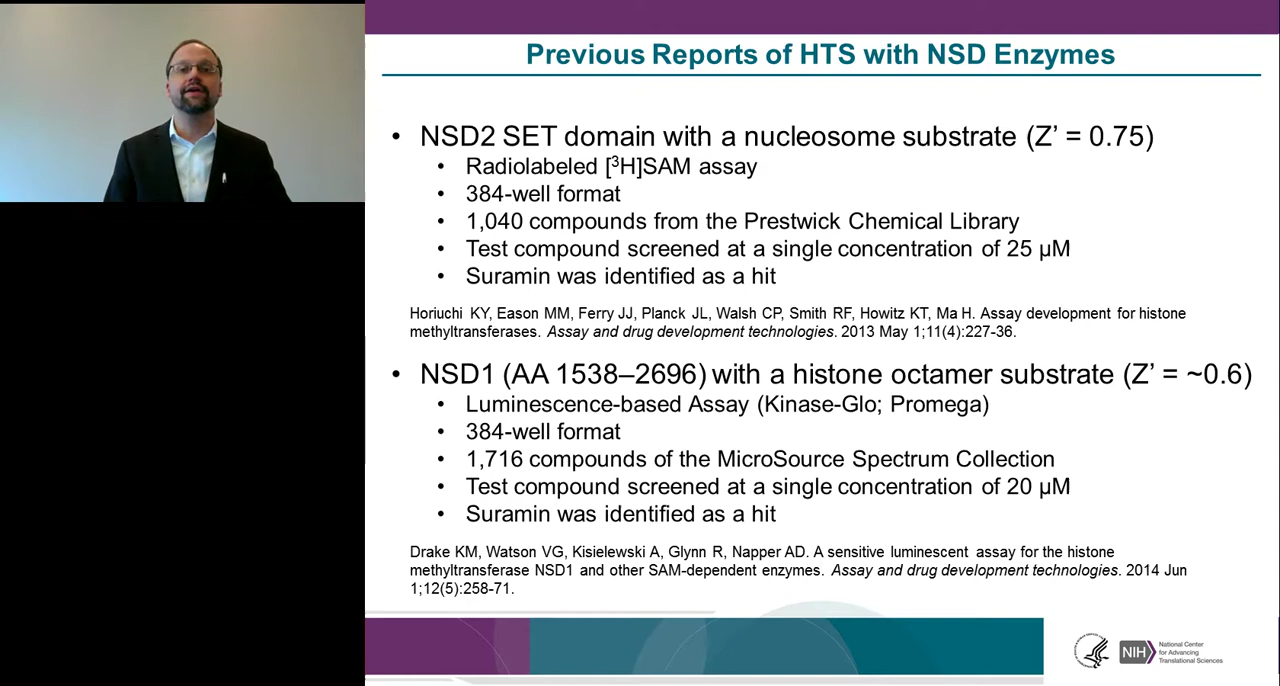 Previous Reports of HTS with NSD Enzymes
• NSD2 SET domain with a nucleosome substrate (Z' = 0.75)
• Radiolabeled [³H]SAM assay
• 384-well format
• 1,040 compounds from the Prestwick Chemical Library
• Test compound screened at a single concentration of 25 µM
• Suramin was identified as a hit
Horiuchi KY, Eason MM, Ferry JJ, Planck JL, Walsh CP, Smith RF, Howitz KT, Ma H. Assay development for histone
methyltransferases. Assay and drug development technologies. 2013 May 1;11(4):227-36.
• NSD1 (AA 1538–2696) with a histone octamer substrate (Z' = ~0.6)
• Luminescence-based Assay (Kinase-Glo; Promega)
• 384-well format
• 1,716 compounds of the MicroSource Spectrum Collection
• Test compound screened at a single concentration of 20 µM
• Suramin was identified as a hit
Drake KM, Watson VG, Kisielewski A, Glynn R, Napper AD. A sensitive luminescent assay for the histone
methyltransferase NSD1 and other SAM-dependent enzymes. Assay and drug development technologies. 2014 Jun
1;12(5):258-71.
NIH
National Center
for Advancing
Translational Sciences